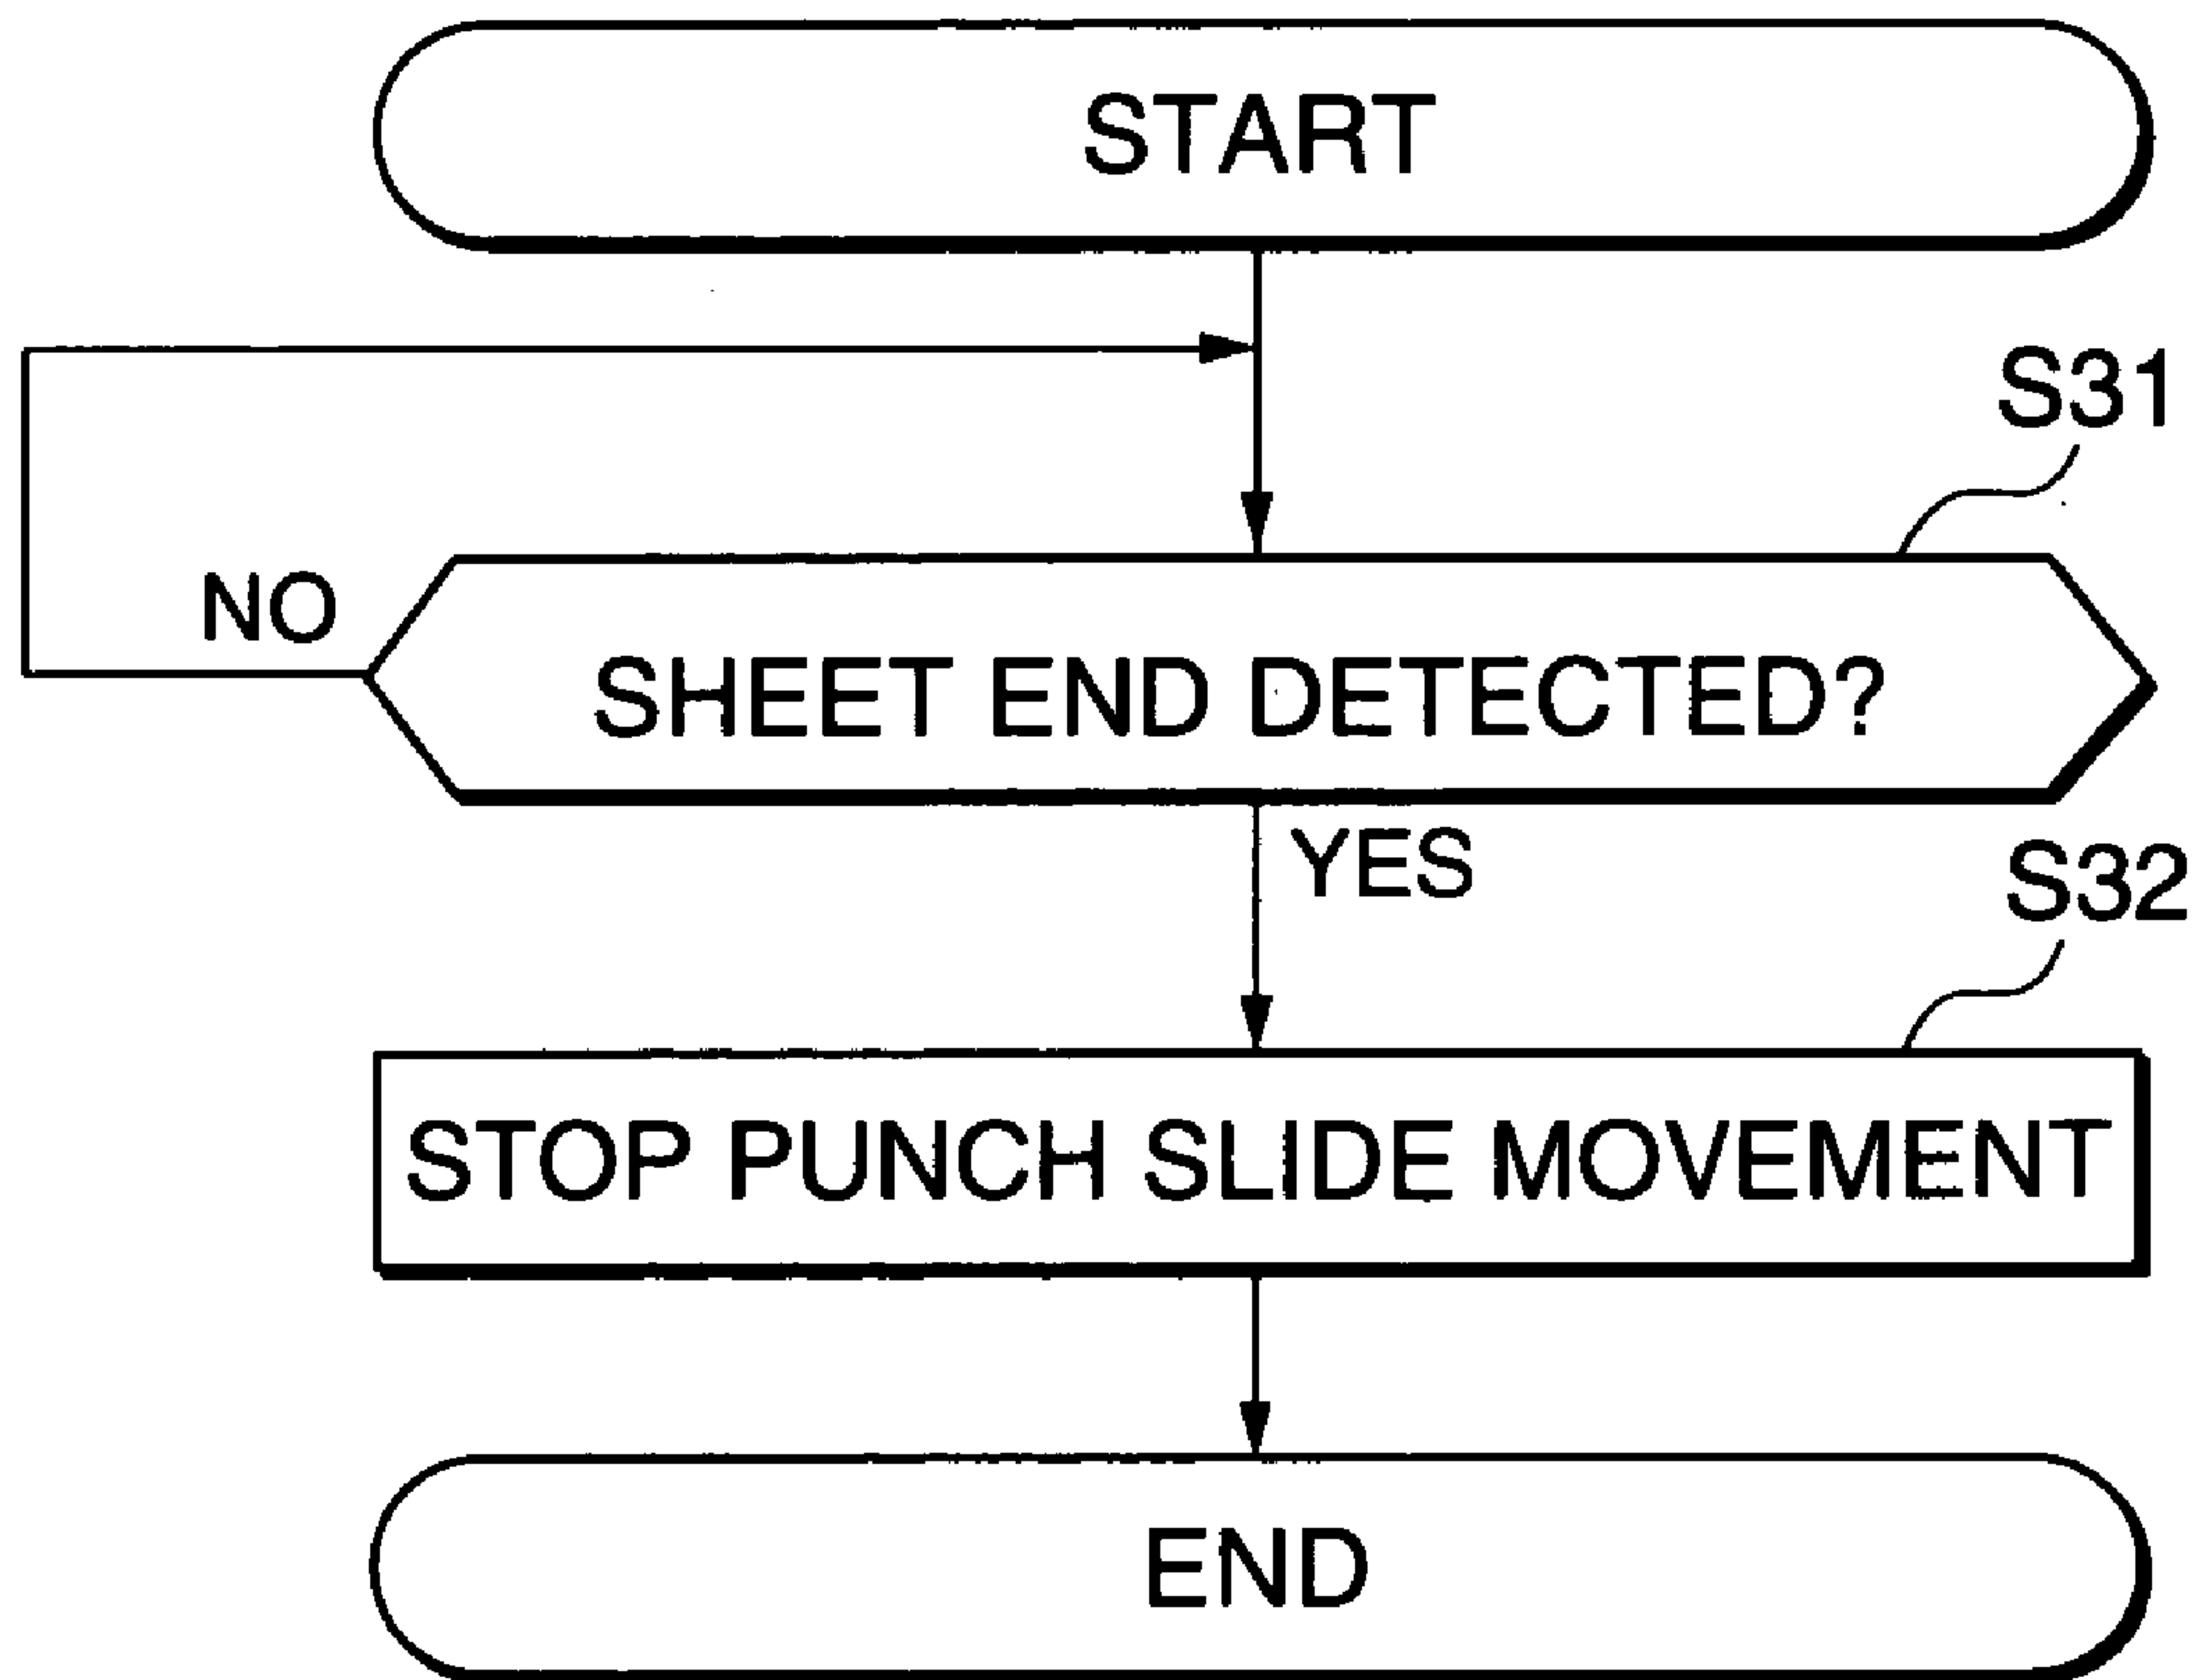 START
S31
NO
SHEET END DETECTED?
YES
S32
STOP PUNCH SLIDE MOVEMENT
END